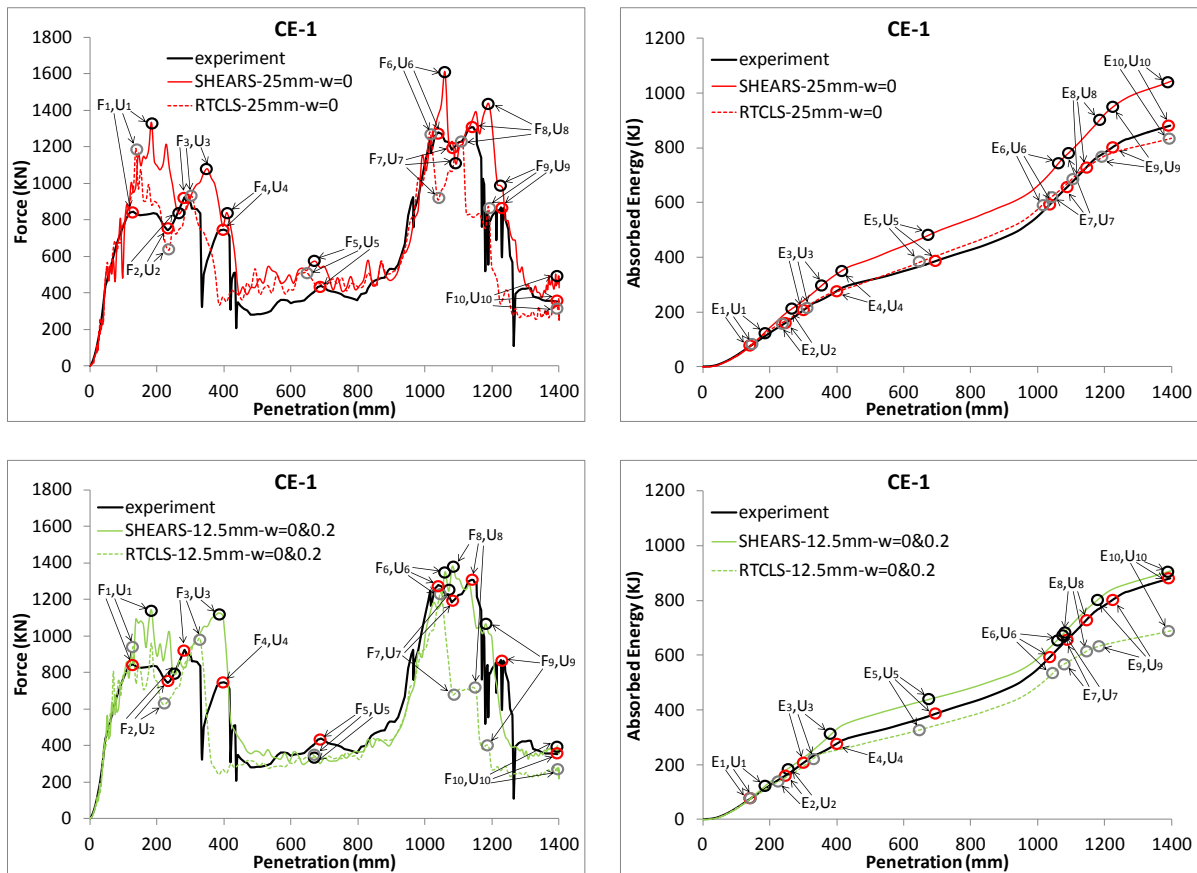 CE-1
1800
1600
1400
1200
1000
800
600
400
200
0
Force (KN)
experiment
SHEARS-25mm-w=0
RTCLS-25mm-w=0
F1,U1
F2,U2
F3,U3
F4,U4
F5,U5
F6,U6
F7,U7
F8,U8
F9,U9
F10,U10
0 200 400 600 800 1000 1200 1400
Penetration (mm)
CE-1
1200
1000
800
600
400
200
0
Absorbed Energy (KJ)
experiment
SHEARS-25mm-w=0
RTCLS-25mm-w=0
E1,U1
E2,U2
E3,U3
E4,U4
E5,U5
E6,U6
E7,U7
E8,U8
E9,U9
E10,U10
0 200 400 600 800 1000 1200 1400
Penetration (mm)
CE-1
1800
1600
1400
1200
1000
800
600
400
200
0
Force (KN)
experiment
SHEARS-12.5mm-w=0&0.2
RTCLS-12.5mm-w=0&0.2
F1,U1
F2,U2
F3,U3
F4,U4
F5,U5
F6,U6
F7,U7
F8,U8
F9,U9
F10,U10
0 200 400 600 800 1000 1200 1400
Penetration (mm)
CE-1
1200
1000
800
600
400
200
0
Absorbed Energy (KJ)
experiment
SHEARS-12.5mm-w=0&0.2
RTCLS-12.5mm-w=0&0.2
E1,U1
E2,U2
E3,U3
E4,U4
E5,U5
E6,U6
E7,U7
E8,U8
E9,U9
E10,U10
0 200 400 600 800 1000 1200 1400
Penetration (mm)